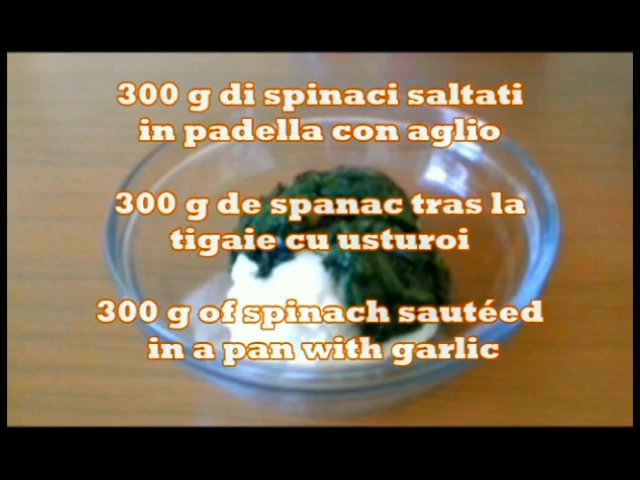 300 g di spinaci saltati
in padella con aglio
300 g de spanac tras la
tigaie cu usturoi
300 g of spinach sautéed
in a pan with garlic